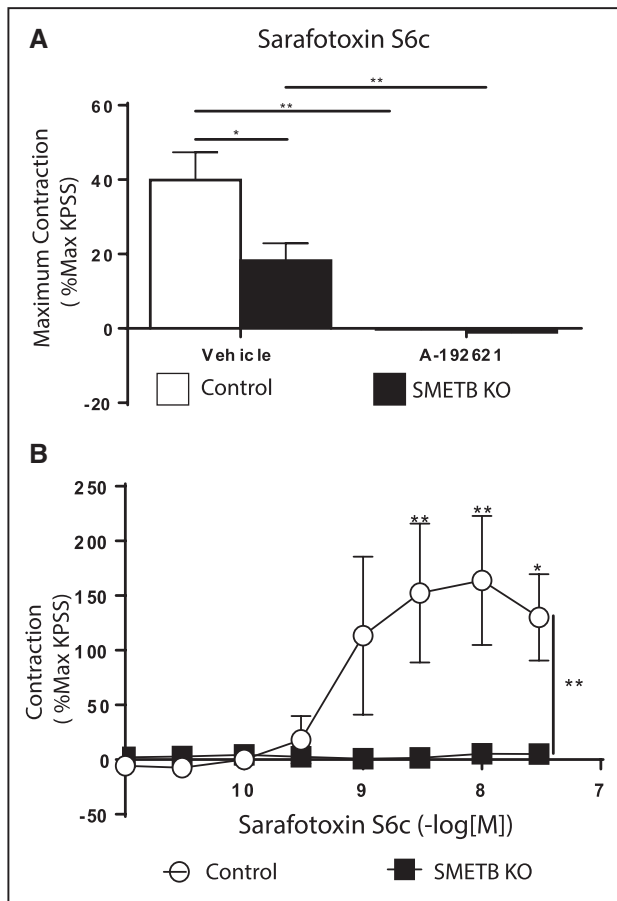 A
Sarafotoxin S6c
**
**
*
Maximum Contraction
( %Max KPSS)
60
40
20
0
-20
Vehicle
A-192621
Control
SMETB KO
B
Contraction
( %Max KPSS)
250
200
150
100
50
0
-50
**
**
*
**
10
9
8
7
Sarafotoxin S6c (-log[M])
Control
SMETB KO